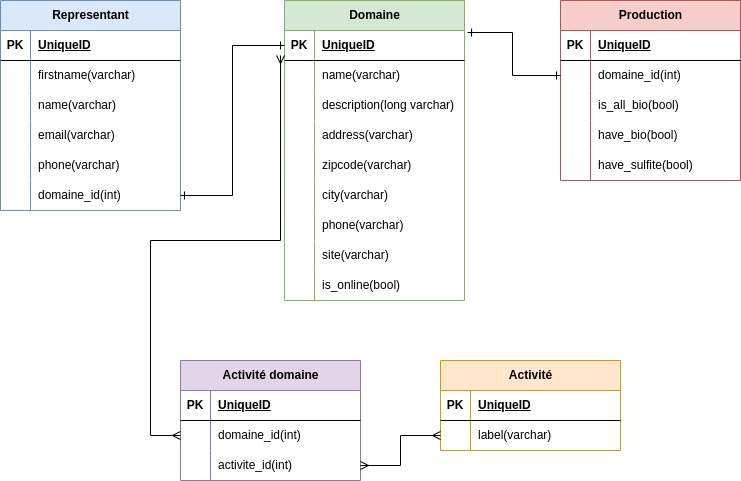 Representant
PK UniqueID
firstname(varchar)
name(varchar)
email(varchar)
phone(varchar)
domaine_id(int)
Domaine
PK UniqueID
name(varchar)
description(long varchar)
address(varchar)
zipcode(varchar)
city(varchar)
phone(varchar)
site(varchar)
is_online(bool)
Production
PK UniqueID
domaine_id(int)
is_all_bio(bool)
have_bio(bool)
have_sulfite(bool)
Activité domaine
PK UniqueID
domaine_id(int)
activite_id(int)
Activité
PK UniqueID
label(varchar)